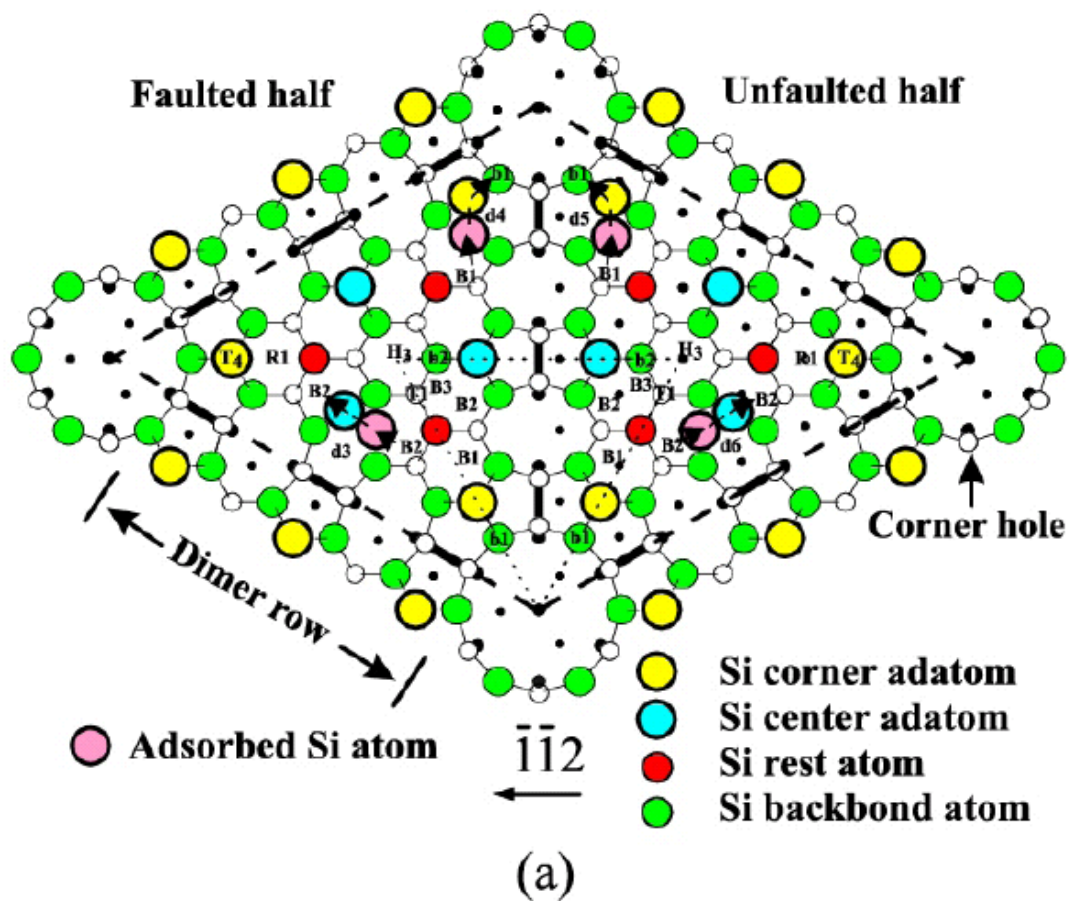 Faulted half
Unfaulted half
b1
b1
d4
d5
B1
B1
T4
R1
H3
b2
b2
H3
R1
T4
B3
B3
B2
T1
T1
B2
B2
B2
d3
B2
B2
d6
B1
B1
b1
b1
Corner hole
Dimer row
Si corner adatom
Si center adatom
Si rest atom
Si backbond atom
Adsorbed Si atom
1̄1̄2
(a)